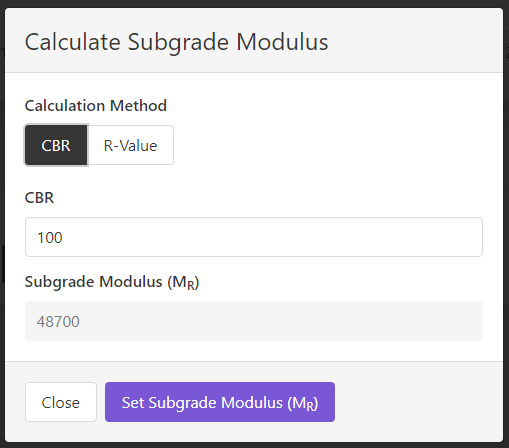 Calculate Subgrade Modulus
Calculation Method
CBR R-Value
CBR
100
Subgrade Modulus (MR)
48700
Close Set Subgrade Modulus (MR)